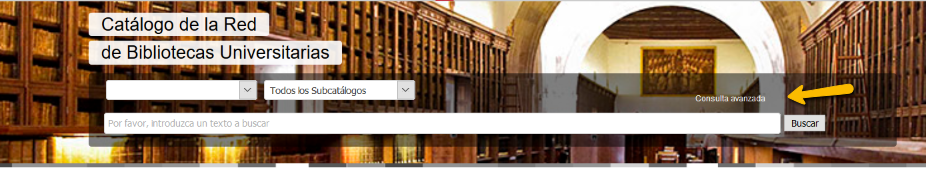 Catálogo de la Red
de Bibliotecas Universitarias
Todos los Subcatálogos
Consulta avanzada
Por favor, introduzca un texto a buscar
Buscar